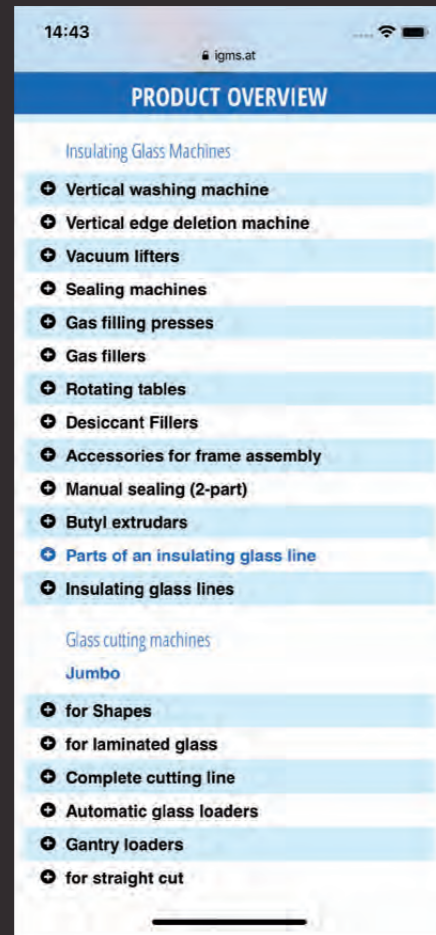 14:43
igms.at
PRODUCT OVERVIEW
Insulating Glass Machines
Vertical washing machine
Vertical edge deletion machine
Vacuum lifters
Sealing machines
Gas filling presses
Gas fillers
Rotating tables
Desiccant Fillers
Accessories for frame assembly
Manual sealing (2-part)
Butyl extrudars
Parts of an insulating glass line
Insulating glass lines
Glass cutting machines
Jumbo
for Shapes
for laminated glass
Complete cutting line
Automatic glass loaders
Gantry loaders
for straight cut